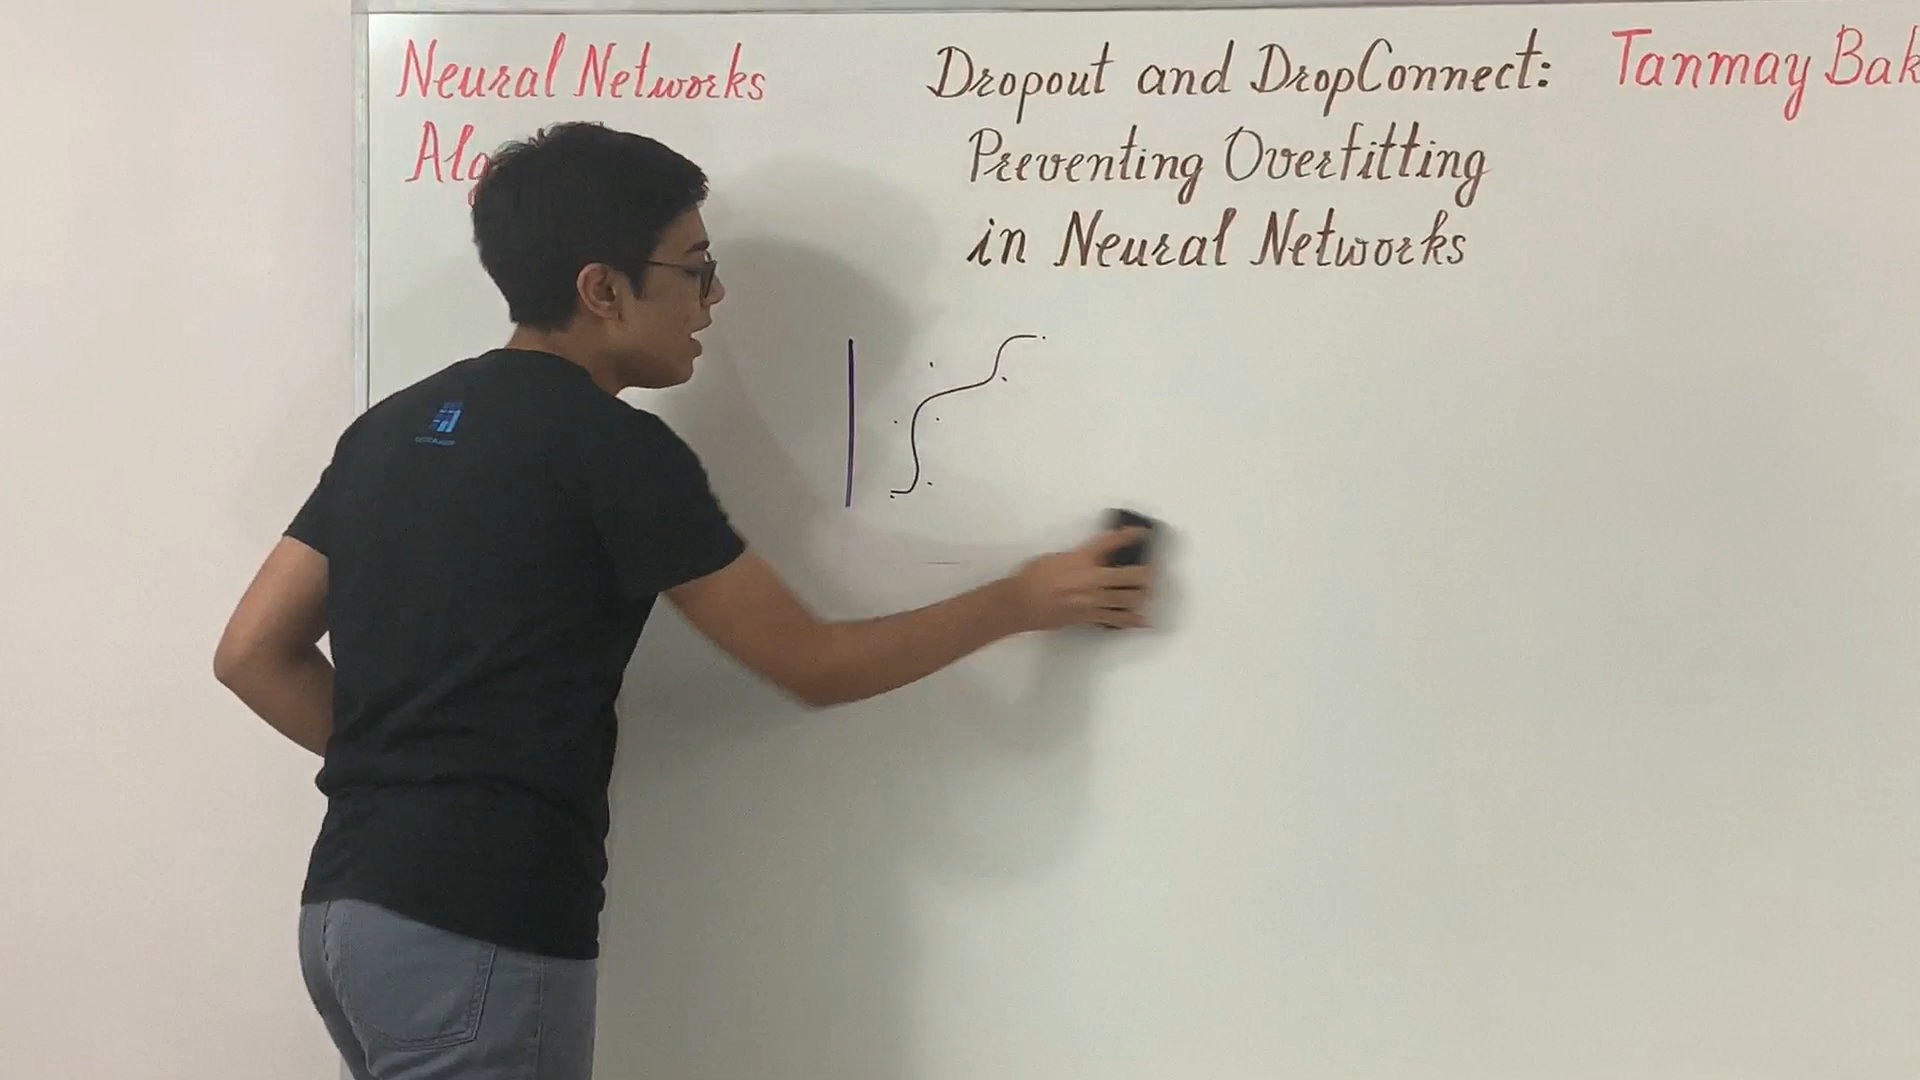 Neural Networks
Dropout and DropConnect:
Preventing Overfitting
in Neural Networks
Tanmay Bak